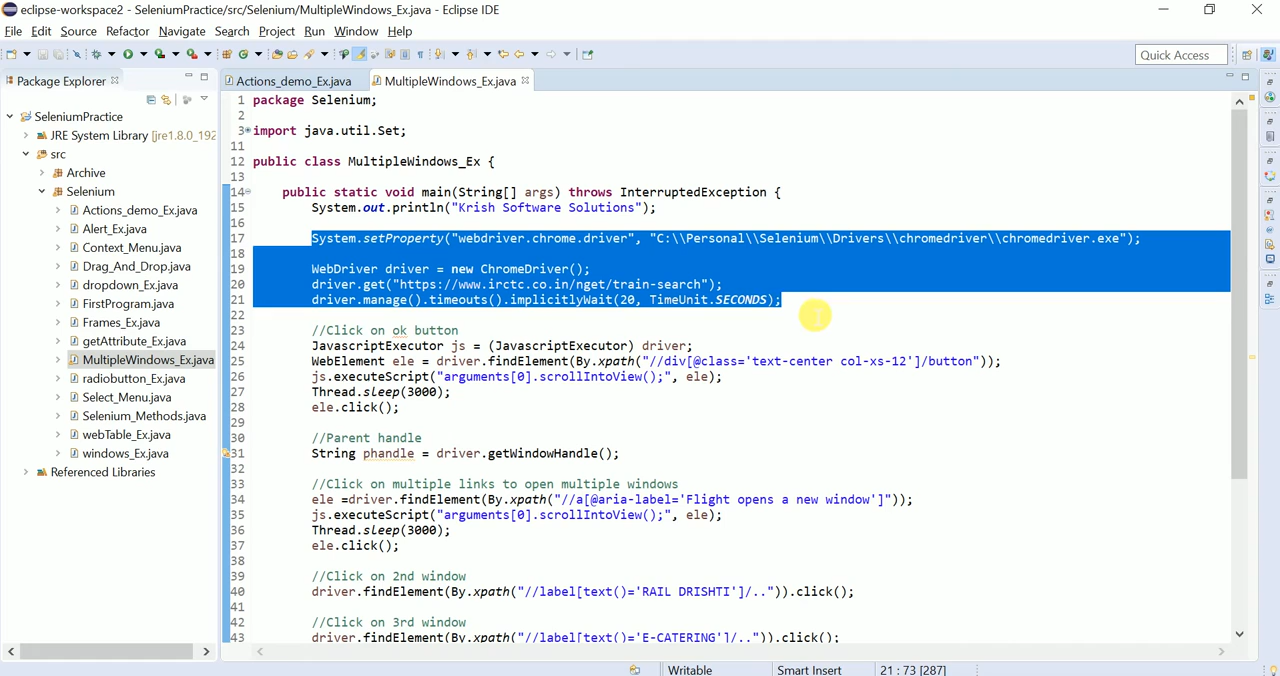 eclipse-workspace2 - SeleniumPractice/src/Selenium/MultipleWindows_Ex.java - Eclipse IDE
File Edit Source Refactor Navigate Search Project Run Window Help
Quick Access
Package Explorer
Actions_demo_Ex.java
MultipleWindows_Ex.java
SeleniumPractice
JRE System Library [jre1.8.0_192
src
Archive
Selenium
Actions_demo_Ex.java
Alert_Ex.java
Context_Menu.java
Drag_And_Drop.java
dropdown_Ex.java
FirstProgram.java
Frames_Ex.java
getAttribute_Ex.java
MultipleWindows_Ex.java
radiobutton_Ex.java
Select_Menu.java
Selenium_Methods.java
webTable_Ex.java
windows_Ex.java
Referenced Libraries
1 package Selenium;
2
3 import java.util.Set;
11
12 public class MultipleWindows_Ex {
13
14 public static void main(String[] args) throws InterruptedException {
15 System.out.println("Krish Software Solutions");
16
17 System.setProperty("webdriver.chrome.driver", "C:\\Personal\\Selenium\\Drivers\\chromedriver\\chromedriver.exe");
18
19 WebDriver driver = new ChromeDriver();
20 driver.get("https://www.irctc.co.in/nget/train-search");
21 driver.manage().timeouts().implicitlyWait(20, TimeUnit.SECONDS);
22
23 //Click on ok button
24 JavascriptExecutor js = (JavascriptExecutor) driver;
25 WebElement ele = driver.findElement(By.xpath("//div[@class='text-center col-xs-12']/button"));
26 js.executeScript("arguments[0].scrollIntoView();", ele);
27 Thread.sleep(3000);
28 ele.click();
29
30 //Parent handle
31 String phandle = driver.getWindowHandle();
32
33 //Click on multiple links to open multiple windows
34 ele =driver.findElement(By.xpath("//a[@aria-label='Flight opens a new window']"));
35 js.executeScript("arguments[0].scrollIntoView();", ele);
36 Thread.sleep(3000);
37 ele.click();
38
39 //Click on 2nd window
40 driver.findElement(By.xpath("//label[text()='RAIL DRISHTI']/..")).click();
41
42 //Click on 3rd window
43 driver.findElement(By.xpath("//label[text()='E-CATERING']/..")).click();
Writable Smart Insert 21 : 73 [287]